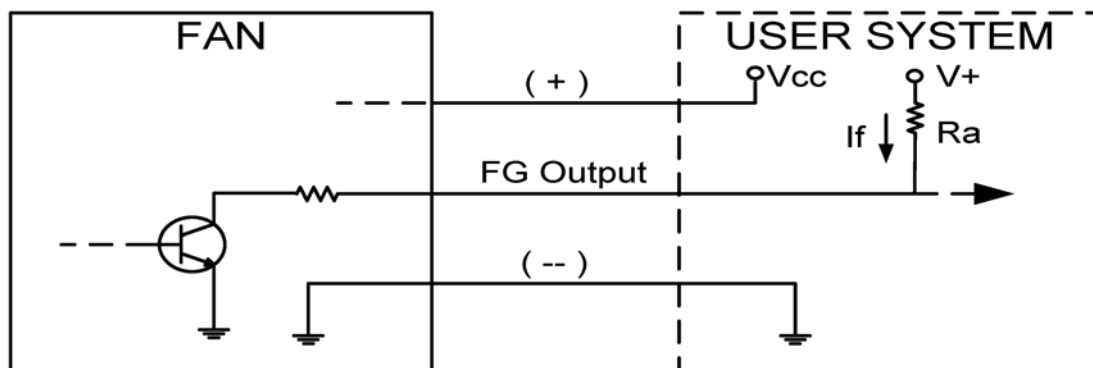 FAN
USER SYSTEM
( + )
Vcc
V+
If
Ra
FG Output
( -- )